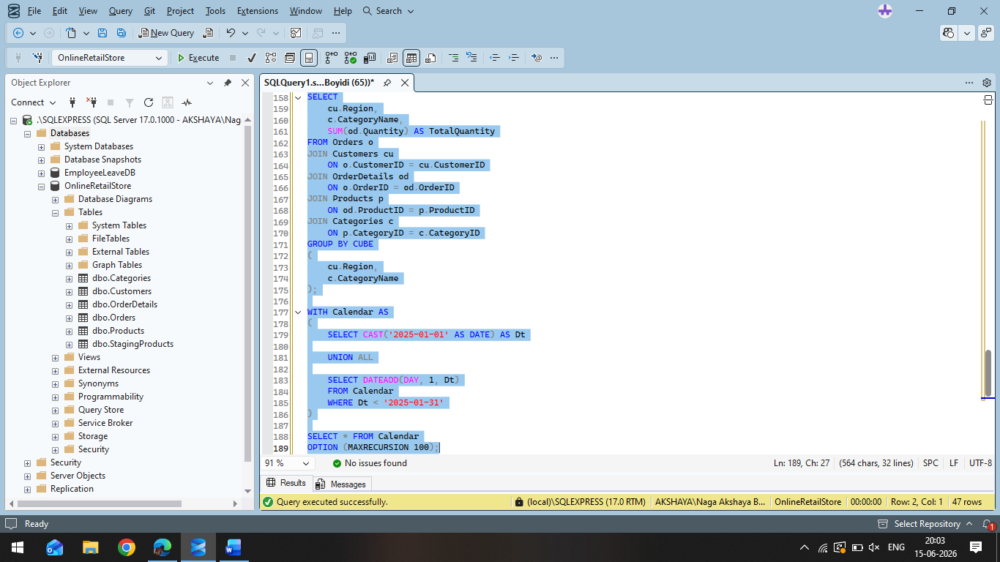 File Edit View Query Git Project Tools Extensions Window Help Search
New Query
OnlineRetailStore Execute
Object Explorer
Connect
.\SQLEXPRESS (SQL Server 17.0.1000 - AKSHAYA\Nag
Databases
System Databases
Database Snapshots
EmployeeLeaveDB
OnlineRetailStore
Database Diagrams
Tables
System Tables
FileTables
External Tables
Graph Tables
dbo.Categories
dbo.Customers
dbo.OrderDetails
dbo.Orders
dbo.Products
dbo.StagingProducts
Views
External Resources
Synonyms
Programmability
Query Store
Service Broker
Storage
Security
Security
Server Objects
Replication
SQLQuery1.s...Boyidi (65))*
158 SELECT
159 cu.Region,
160 c.CategoryName,
161 SUM(od.Quantity) AS TotalQuantity
162 FROM Orders o
163 JOIN Customers cu
164 ON o.CustomerID = cu.CustomerID
165 JOIN OrderDetails od
166 ON o.OrderID = od.OrderID
167 JOIN Products p
168 ON od.ProductID = p.ProductID
169 JOIN Categories c
170 ON p.CategoryID = c.CategoryID
171 GROUP BY CUBE
172 (
173 cu.Region,
174 c.CategoryName
175 );
176
177 WITH Calendar AS
178 (
179 SELECT CAST('2025-01-01' AS DATE) AS Dt
180
181 UNION ALL
182
183 SELECT DATEADD(DAY, 1, Dt)
184 FROM Calendar
185 WHERE Dt < '2025-01-31'
186 )
187
188 SELECT * FROM Calendar
189 OPTION (MAXRECURSION 100);
91 % No issues found Ln: 189, Ch: 27 (564 chars, 32 lines) SPC LF UTF-8
Results Messages
Query executed successfully. (local)\SQLEXPRESS (17.0 RTM) AKSHAYA\Naga Akshaya B... OnlineRetailStore 00:00:00 Row: 2, Col: 1 47 rows
Ready Select Repository 1
ENG 20:03
15-06-2026